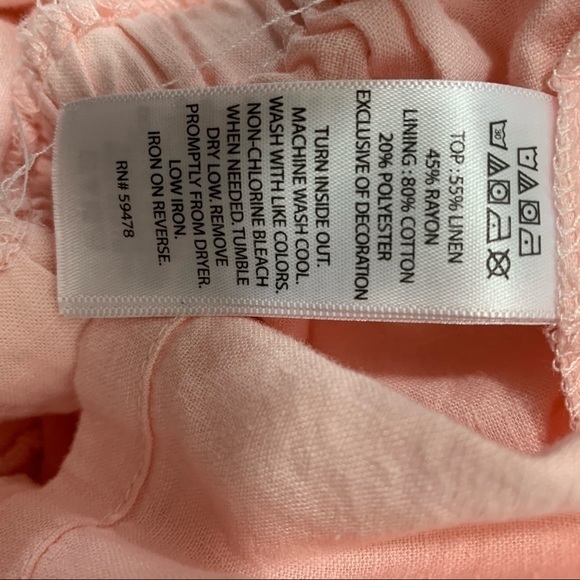 30
TOP : 55% LINEN
45% RAYON
LINING : 80% COTTON
20% POLYESTER
EXCLUSIVE OF DECORATION
TURN INSIDE OUT.
MACHINE WASH COOL.
WASH WITH LIKE COLORS.
NON-CHLORINE BLEACH
WHEN NEEDED. TUMBLE
DRY LOW. REMOVE
PROMPTLY FROM DRYER.
LOW IRON.
IRON ON REVERSE.
RN# 59478